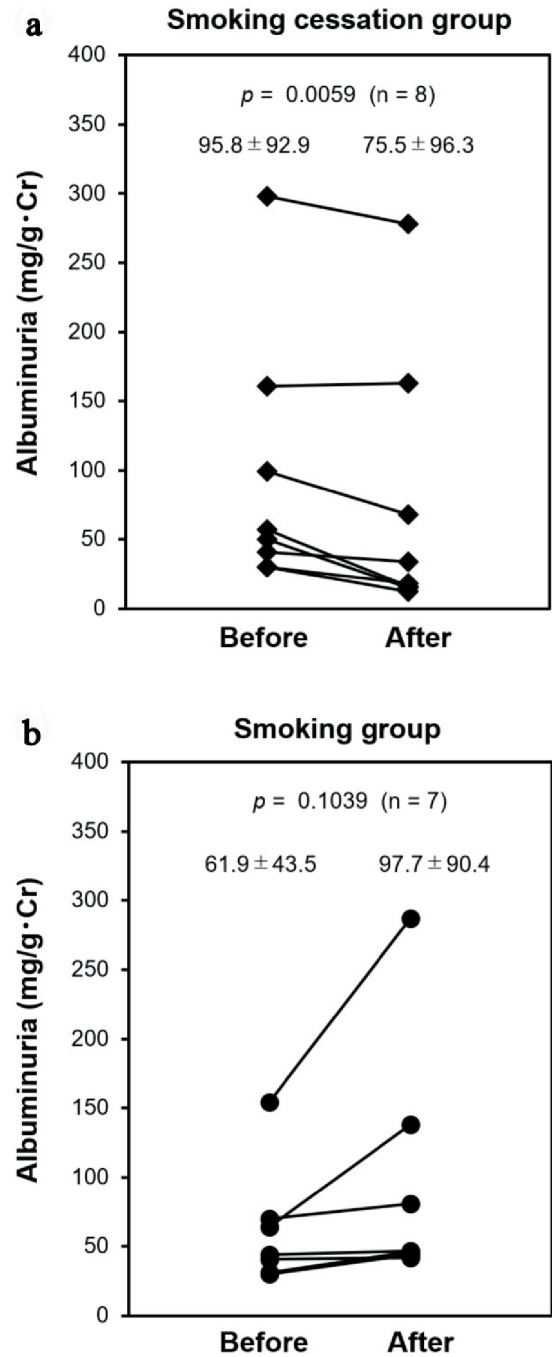 a
Smoking cessation group
400
350
300
250
200
150
100
50
0
Albuminuria (mg/g·Cr)
p = 0.0059 (n = 8)
95.8±92.9 75.5±96.3
Before After
b
Smoking group
400
350
300
250
200
150
100
50
0
Albuminuria (mg/g·Cr)
p = 0.1039 (n = 7)
61.9±43.5 97.7±90.4
Before After